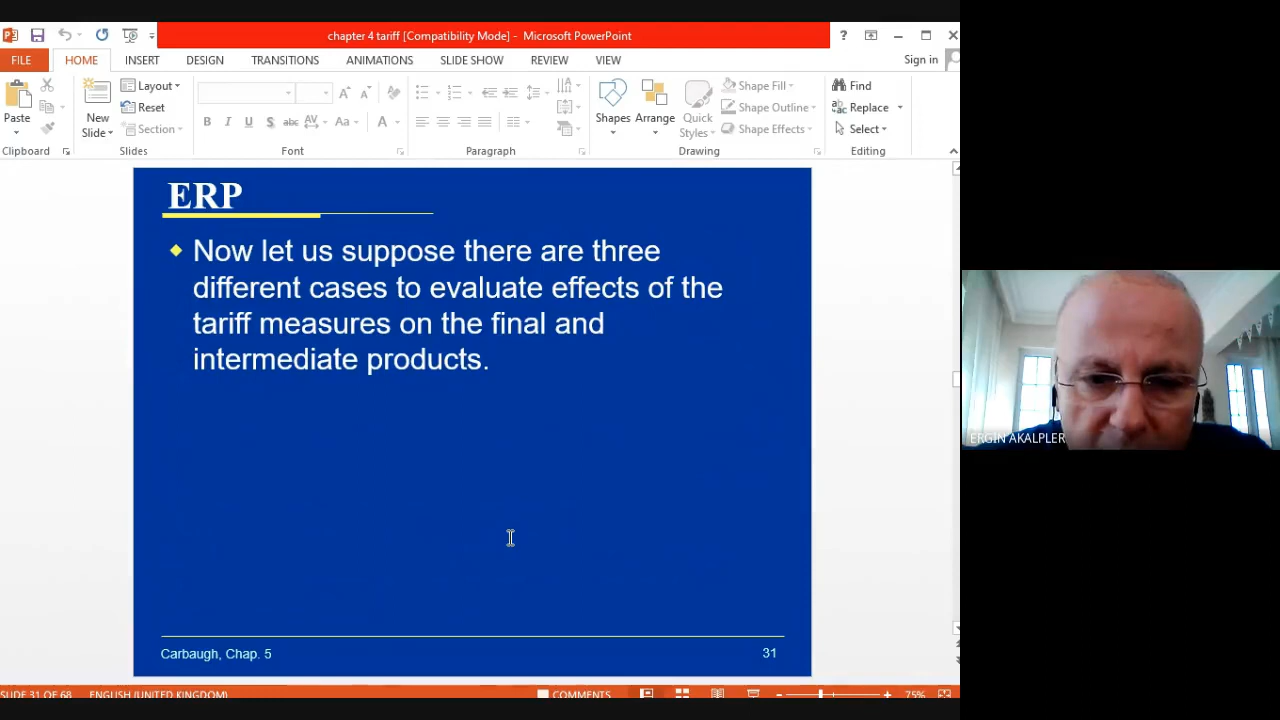 chapter 4 tariff [Compatibility Mode] - Microsoft PowerPoint
?
FILE HOME INSERT DESIGN TRANSITIONS ANIMATIONS SLIDE SHOW REVIEW VIEW Sign in
Paste
New
Slide
Layout
Reset
Section
B I U S abc AV Aa A
Shapes
Arrange
Quick
Styles
Shape Fill
Shape Outline
Shape Effects
Find
Replace
Select
Clipboard Slides Font Paragraph Drawing Editing
ERP
Now let us suppose there are three
different cases to evaluate effects of the
tariff measures on the final and
intermediate products.
Carbaugh, Chap. 5 31
ERGİN AKALPLER
SLIDE 31 OF 68 ENGLISH (UNITED KINGDOM) COMMENTS 75%